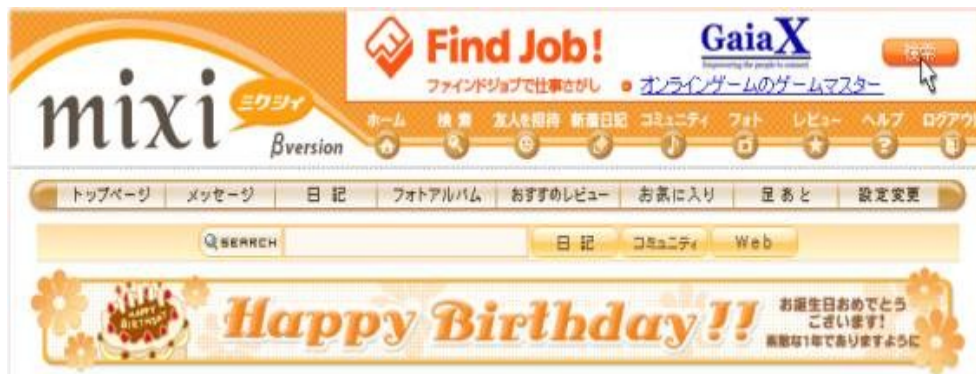 Find Job!
ファインドジョブで仕事さがし
GaiaX
Empowering the people to connect
オンラインゲームのゲームマスター
検索
mixi
ミクシィ
βversion
ホーム 検索 友人を招待 新着日記 コミュニティ フォト レビュー ヘルプ ログアウト
トップページ メッセージ 日記 フォトアルバム おすすめレビュー お気に入り 足あと 設定変更
SEARCH 日記 コミュニティ Web
HAPPY BIRTHDAY
Happy Birthday!!
お誕生日おめでとう
ございます!
素敵な1年でありますように